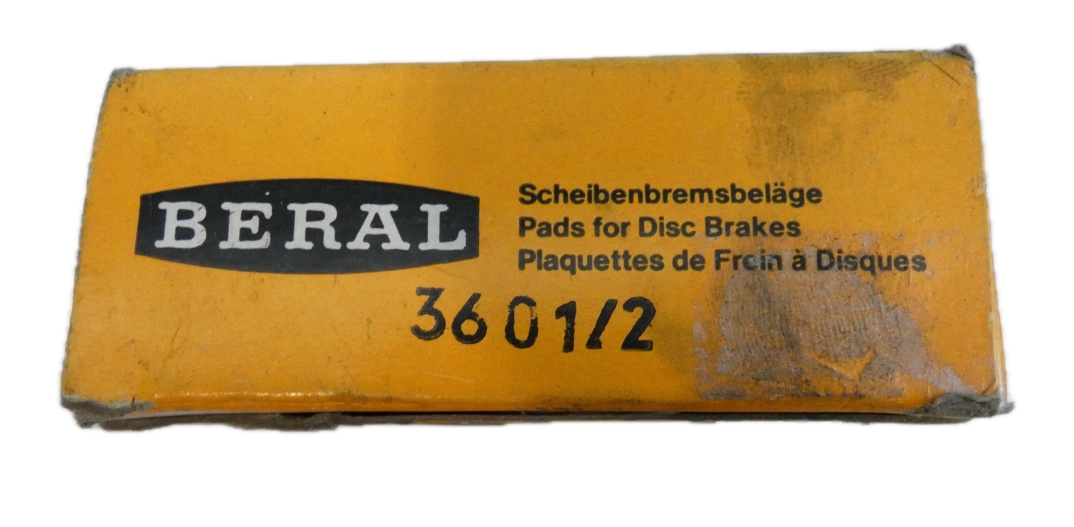 BERAL
Scheibenbremsbeläge
Pads for Disc Brakes
Plaquettes de Frein à Disques
3601/2